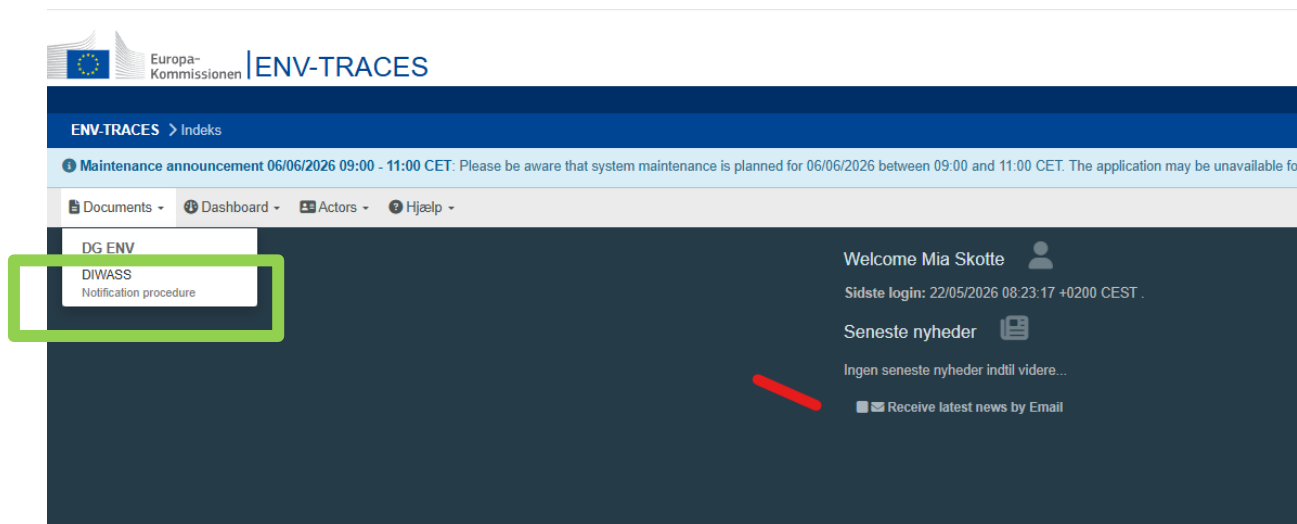 Europa-
Kommissionen
ENV-TRACES
ENV-TRACES > Indeks
Maintenance announcement 06/06/2026 09:00 - 11:00 CET: Please be aware that system maintenance is planned for 06/06/2026 between 09:00 and 11:00 CET. The application may be unavailable fo
Documents Dashboard Actors Hjælp
DG ENV
DIWASS
Notification procedure
Welcome Mia Skotte
Sidste login: 22/05/2026 08:23:17 +0200 CEST .
Seneste nyheder
Ingen seneste nyheder indtil videre...
Receive latest news by Email